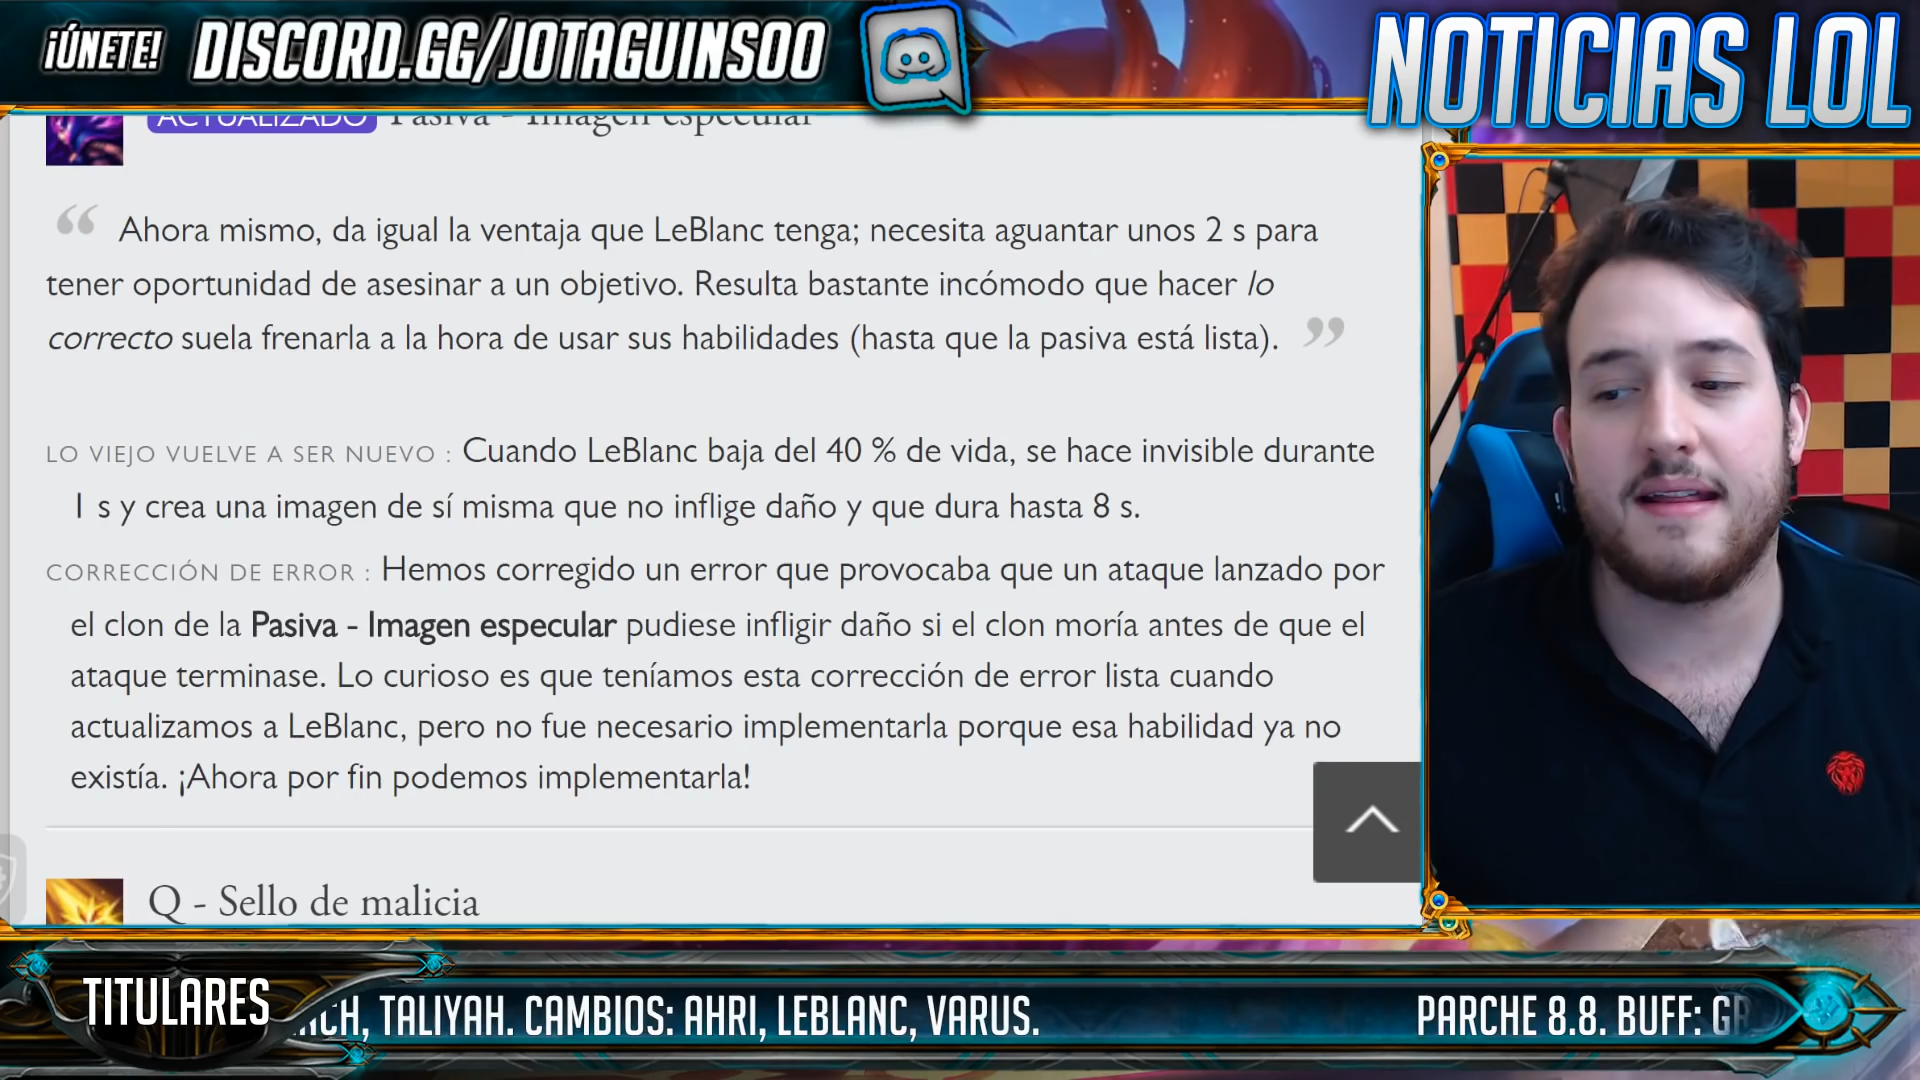 ¡ÚNETE! DISCORD.GG/JOTAGUINSOO
NOTICIAS LOL
ACTUALIZADO Pasiva - Imagen especular
“ Ahora mismo, da igual la ventaja que LeBlanc tenga; necesita aguantar unos 2 s para
tener oportunidad de asesinar a un objetivo. Resulta bastante incómodo que hacer lo
correcto suela frenarla a la hora de usar sus habilidades (hasta que la pasiva está lista). ”
LO VIEJO VUELVE A SER NUEVO : Cuando LeBlanc baja del 40 % de vida, se hace invisible durante
1 s y crea una imagen de sí misma que no inflige daño y que dura hasta 8 s.
CORRECCIÓN DE ERROR : Hemos corregido un error que provocaba que un ataque lanzado por
el clon de la Pasiva - Imagen especular pudiese infligir daño si el clon moría antes de que el
ataque terminase. Lo curioso es que teníamos esta corrección de error lista cuando
actualizamos a LeBlanc, pero no fue necesario implementarla porque esa habilidad ya no
existía. ¡Ahora por fin podemos implementarla!
Q - Sello de malicia
TITULARES
CH, TALIYAH. CAMBIOS: AHRI, LEBLANC, VARUS. PARCHE 8.8. BUFF: GR